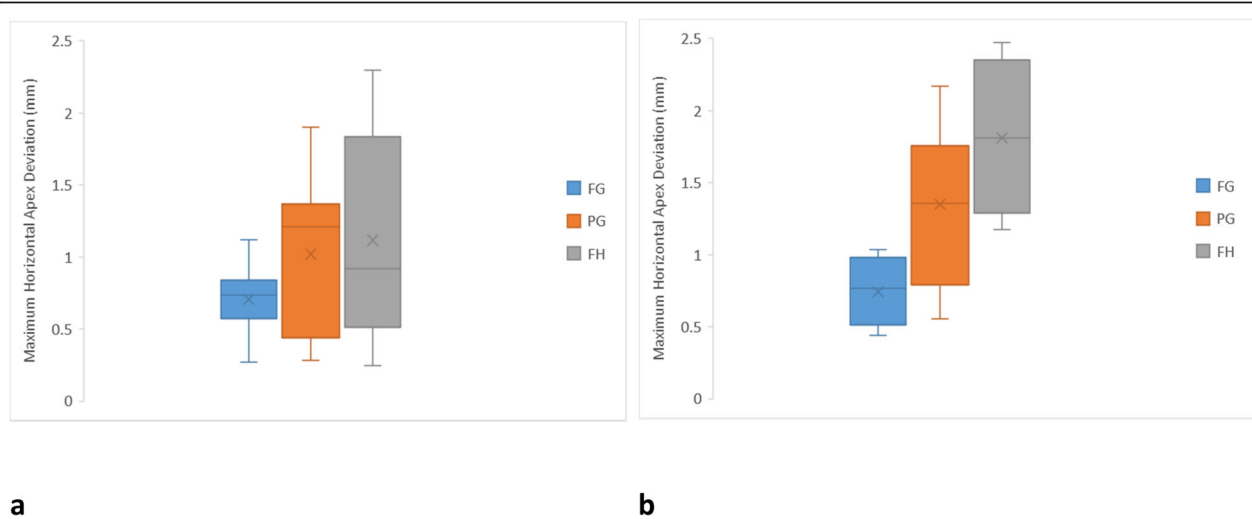 Maximum Horizontal Apex Deviation (mm)
2.5
2
1.5
1
0.5
0
FG
PG
FH
a
Maximum Horizontal Apex Deviation (mm)
2.5
2
1.5
1
0.5
0
FG
PG
FH
b